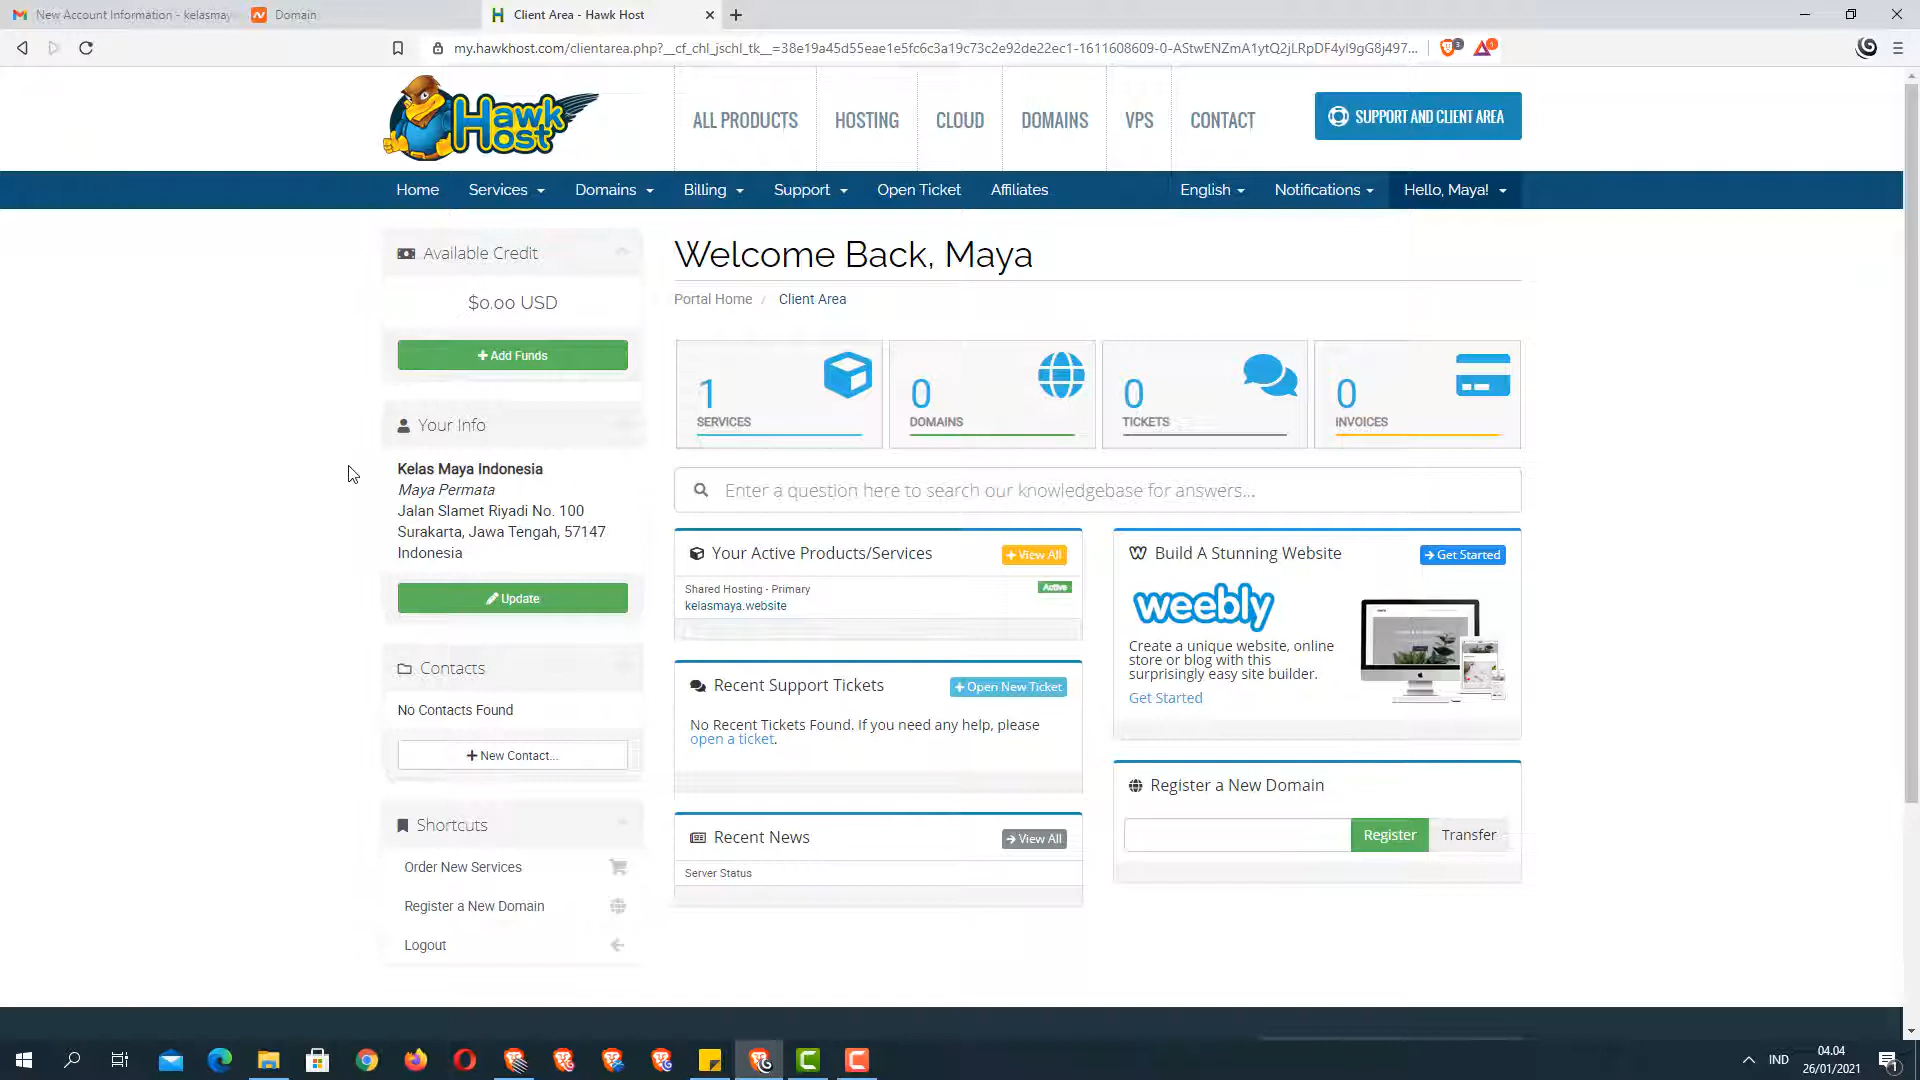 New Account Information - kelasmay
Domain
Client Area - Hawk Host
my.hawkhost.com/clientarea.php?__cf_chl_jschl_tk__=38e19a45d55eae1e5fc6c3a19c73c2e92de22ec1-1611608609-0-AStwENZmA1ytQ2jLRpDF4yI9gG8j497...
3
1
Hawk Host
ALL PRODUCTS
HOSTING
CLOUD
DOMAINS
VPS
CONTACT
SUPPORT AND CLIENT AREA
Home
Services
Domains
Billing
Support
Open Ticket
Affiliates
English
Notifications
Hello, Maya!
Available Credit
$0.00 USD
Add Funds
Your Info
Kelas Maya Indonesia
Maya Permata
Jalan Slamet Riyadi No. 100
Surakarta, Jawa Tengah, 57147
Indonesia
Update
Contacts
No Contacts Found
New Contact...
Shortcuts
Order New Services
Register a New Domain
Logout
Welcome Back, Maya
Portal Home / Client Area
1
SERVICES
0
DOMAINS
0
TICKETS
0
INVOICES
Enter a question here to search our knowledgebase for answers...
Your Active Products/Services
View All
Shared Hosting - Primary
Active
kelasmaya.website
Recent Support Tickets
Open New Ticket
No Recent Tickets Found. If you need any help, please
open a ticket.
Recent News
View All
Server Status
Build A Stunning Website
Get Started
weebly
Create a unique website, online
store or blog with this
surprisingly easy site builder.
Get Started
Register a New Domain
Register
Transfer
IND
04.04
26/01/2021
1